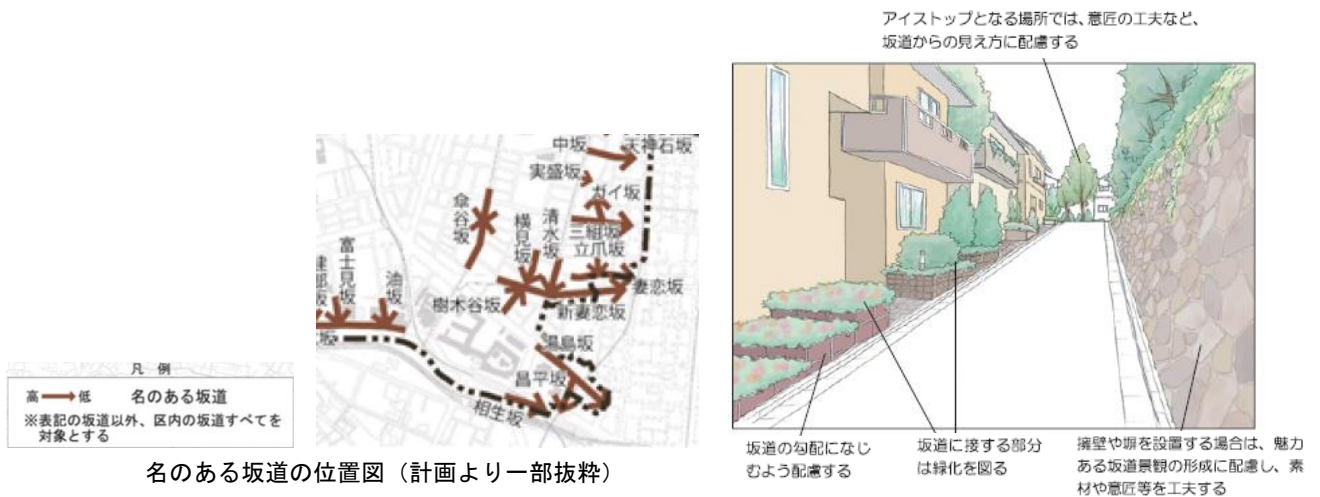 アイストップとなる場所では、意匠の工夫など、
坂道からの見え方に配慮する
中坂
天神石坂
実盛坂
ガイ坂
傘谷坂
横見坂
清水坂
三組坂
立爪坂
富士見坂
油坂
妻恋坂
樹木谷坂
新妻恋坂
湯島坂
昌平坂
相生坂
凡 例
高 低 名のある坂道
※表記の坂道以外、区内の坂道すべてを
対象とする
名のある坂道の位置図（計画より一部抜粋）
坂道の勾配になじ
むよう配慮する
坂道に接する部分
は緑化を図る
擁壁や塀を設置する場合は、魅力
ある坂道景観の形成に配慮し、素
材や意匠等を工夫する